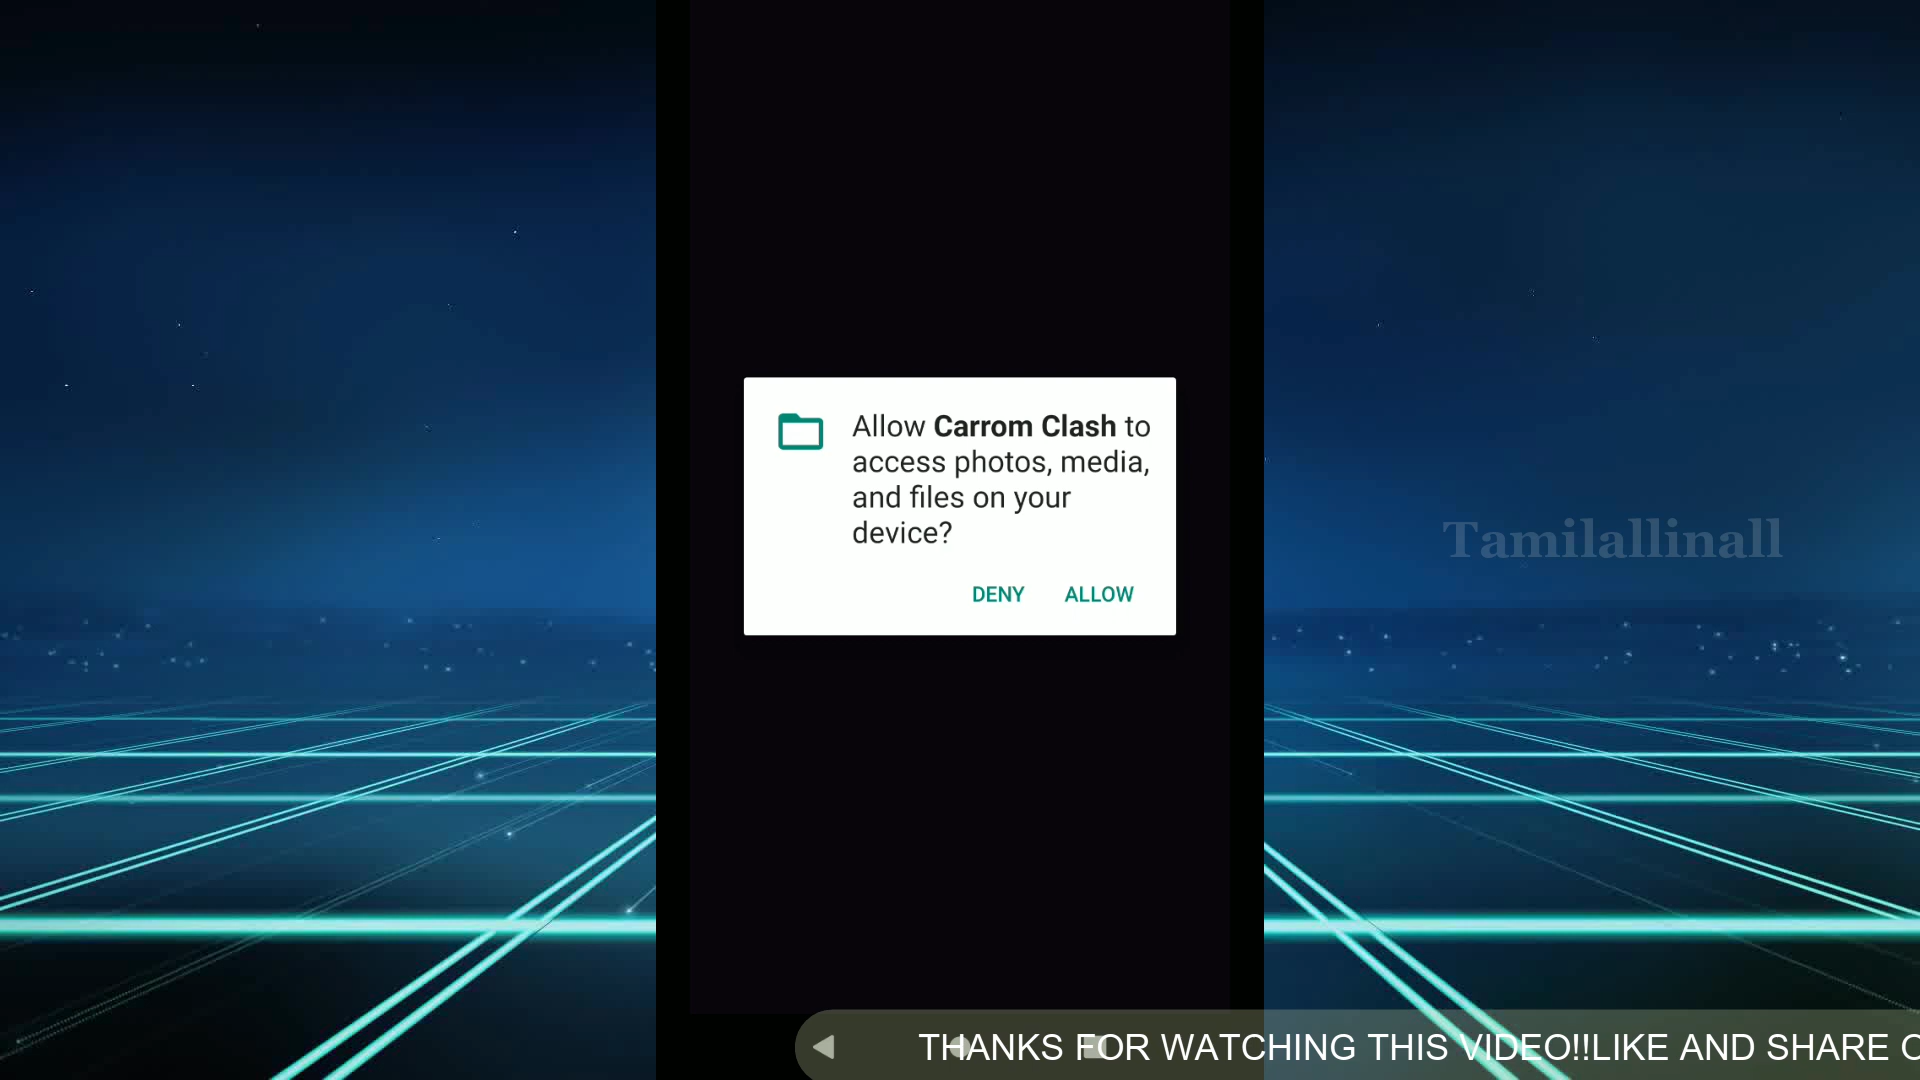 Allow Carrom Clash to
access photos, media,
and files on your
device?
DENY ALLOW
Tamilallinall
THANKS FOR WATCHING THIS VIDEO!!LIKE AND SHARE